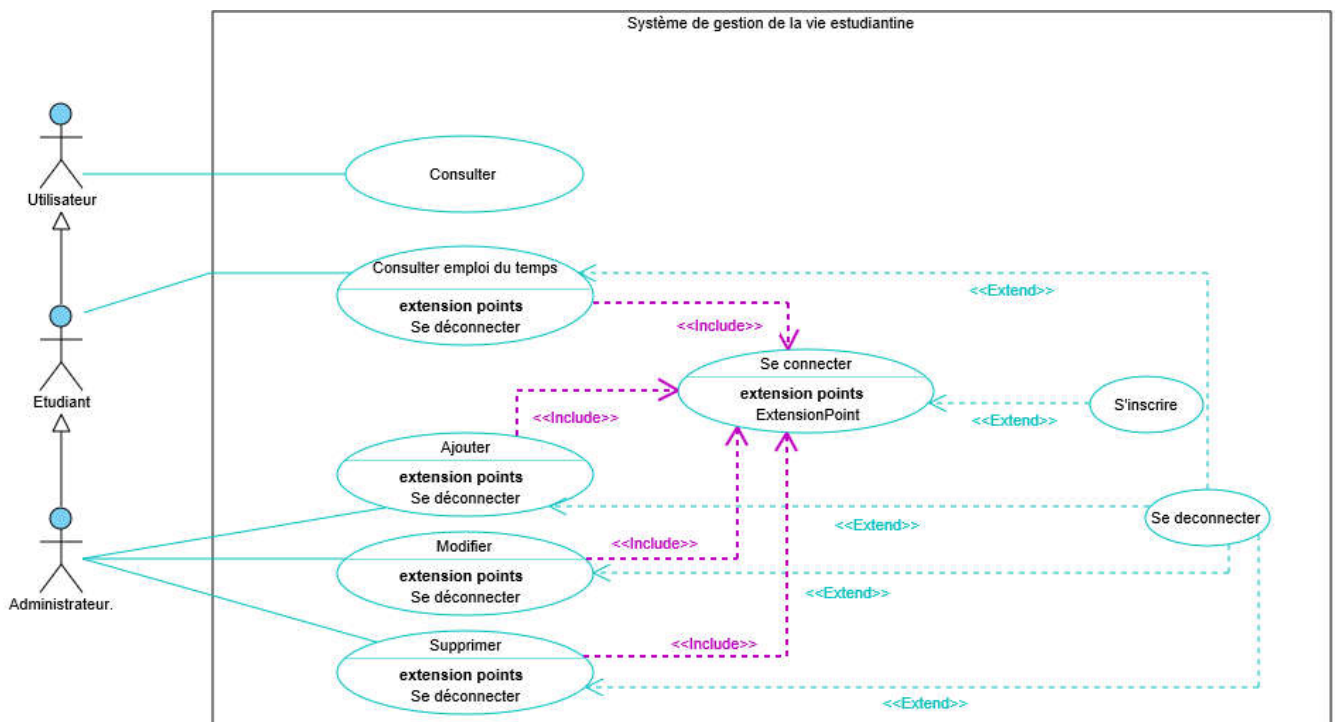 Système de gestion de la vie estudiantine
Utilisateur
Consulter
Consulter emploi du temps
extension points
Se déconnecter
<<Extend>>
<<Include>>
Etudiant
Se connecter
extension points
ExtensionPoint
S'inscrire
<<Extend>>
<<Include>>
Ajouter
extension points
Se déconnecter
Se deconnecter
<<Extend>>
Administrateur.
Modifier
extension points
Se déconnecter
<<Include>>
<<Extend>>
Supprimer
extension points
Se déconnecter
<<Include>>
<<Extend>>